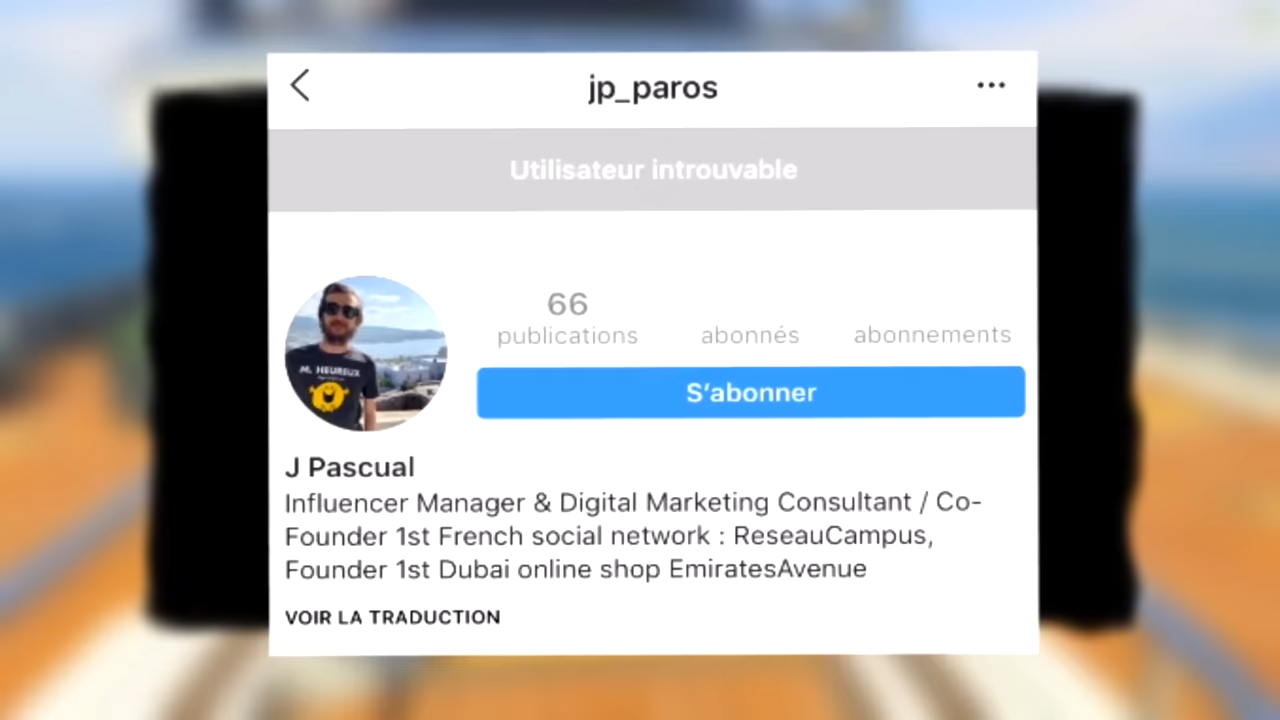 jp_paros
Utilisateur introuvable
66
publications
abonnés
abonnements
S'abonner
M. HEUREUX
J Pascual
Influencer Manager & Digital Marketing Consultant / Co-
Founder 1st French social network : ReseauCampus,
Founder 1st Dubai online shop EmiratesAvenue
VOIR LA TRADUCTION